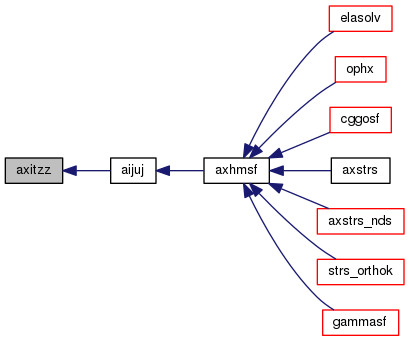 elasolv
ophx
cggosf
axitzz
aijuj
axhmsf
axstrs
axstrs_nds
strs_orthok
gammasf